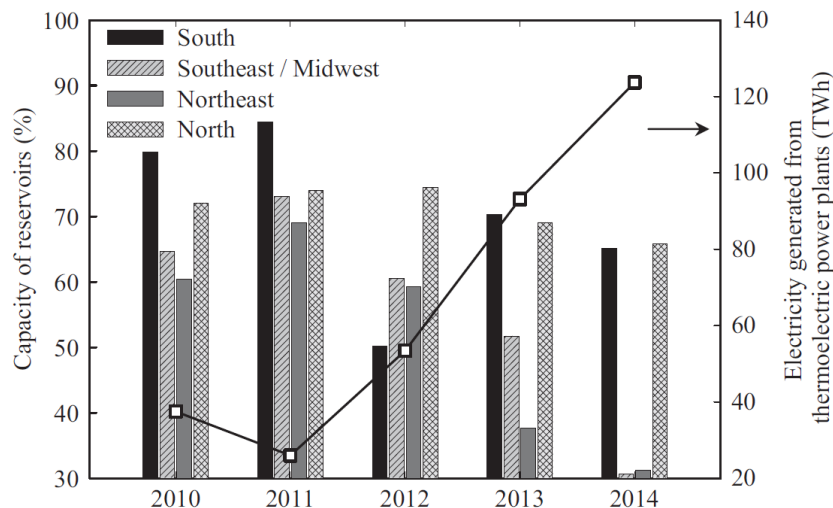 Capacity of reservoirs (%)
100
90
80
70
60
50
40
30
South
Southeast / Midwest
Northeast
North
2010
2011
2012
2013
2014
140
120
100
80
60
40
20
Electricity generated from
thermoelectric power plants (TWh)